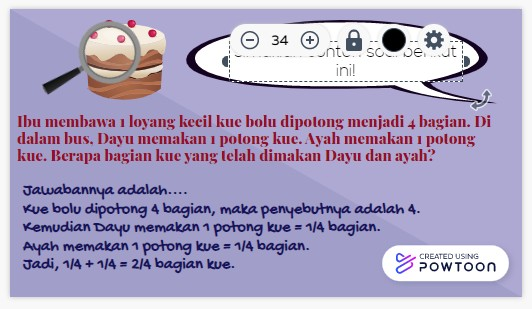 34
contoh soal berikut
ini!
Ibu membawa 1 loyang kecil kue bolu dipotong menjadi 4 bagian. Di
dalam bus, Dayu memakan 1 potong kue. Ayah memakan 1 potong
kue. Berapa bagian kue yang telah dimakan Dayu dan ayah?
Jawabannya adalah....
Kue bolu dipotong 4 bagian, maka penyebutnya adalah 4.
Kemudian Dayu memakan 1 potong kue = 1/4 bagian.
Ayah memakan 1 potong kue = 1/4 bagian.
Jadi, 1/4 + 1/4 = 2/4 bagian kue.
CREATED USING
POWTOON